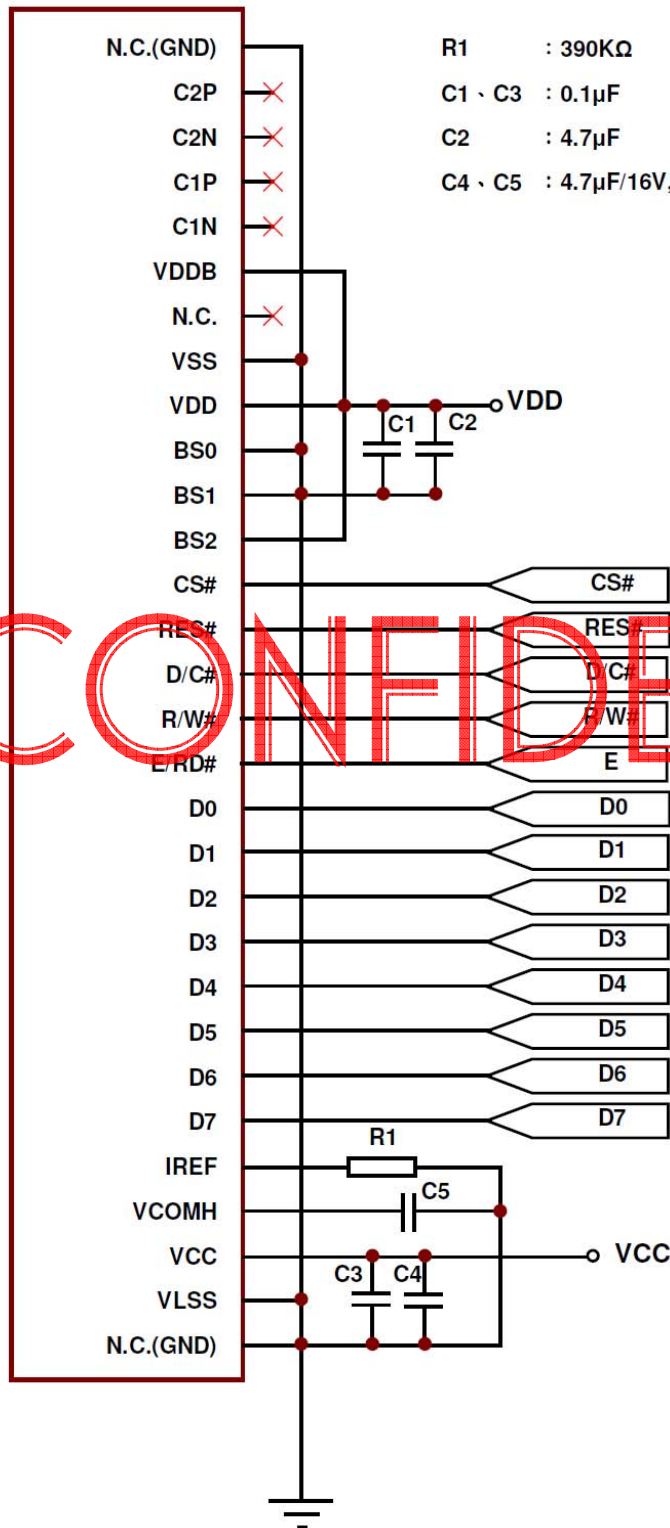 N.C.(GND)
C2P
C2N
C1P
C1N
VDDB
N.C.
VSS
VDD
BS0
BS1
BS2
CS#
RES#
D/C#
R/W#
E/RD#
D0
D1
D2
D3
D4
D5
D6
D7
IREF
VCOMH
VCC
VLSS
N.C.(GND)
R1 : 390KΩ
C1、C3 : 0.1μF
C2 : 4.7μF
C4、C5 : 4.7μF/16V,
VDD
C1
C2
CS#
RES#
D/C#
R/W#
E
D0
D1
D2
D3
D4
D5
D6
D7
R1
C5
VCC
C3
C4
CONFIDE